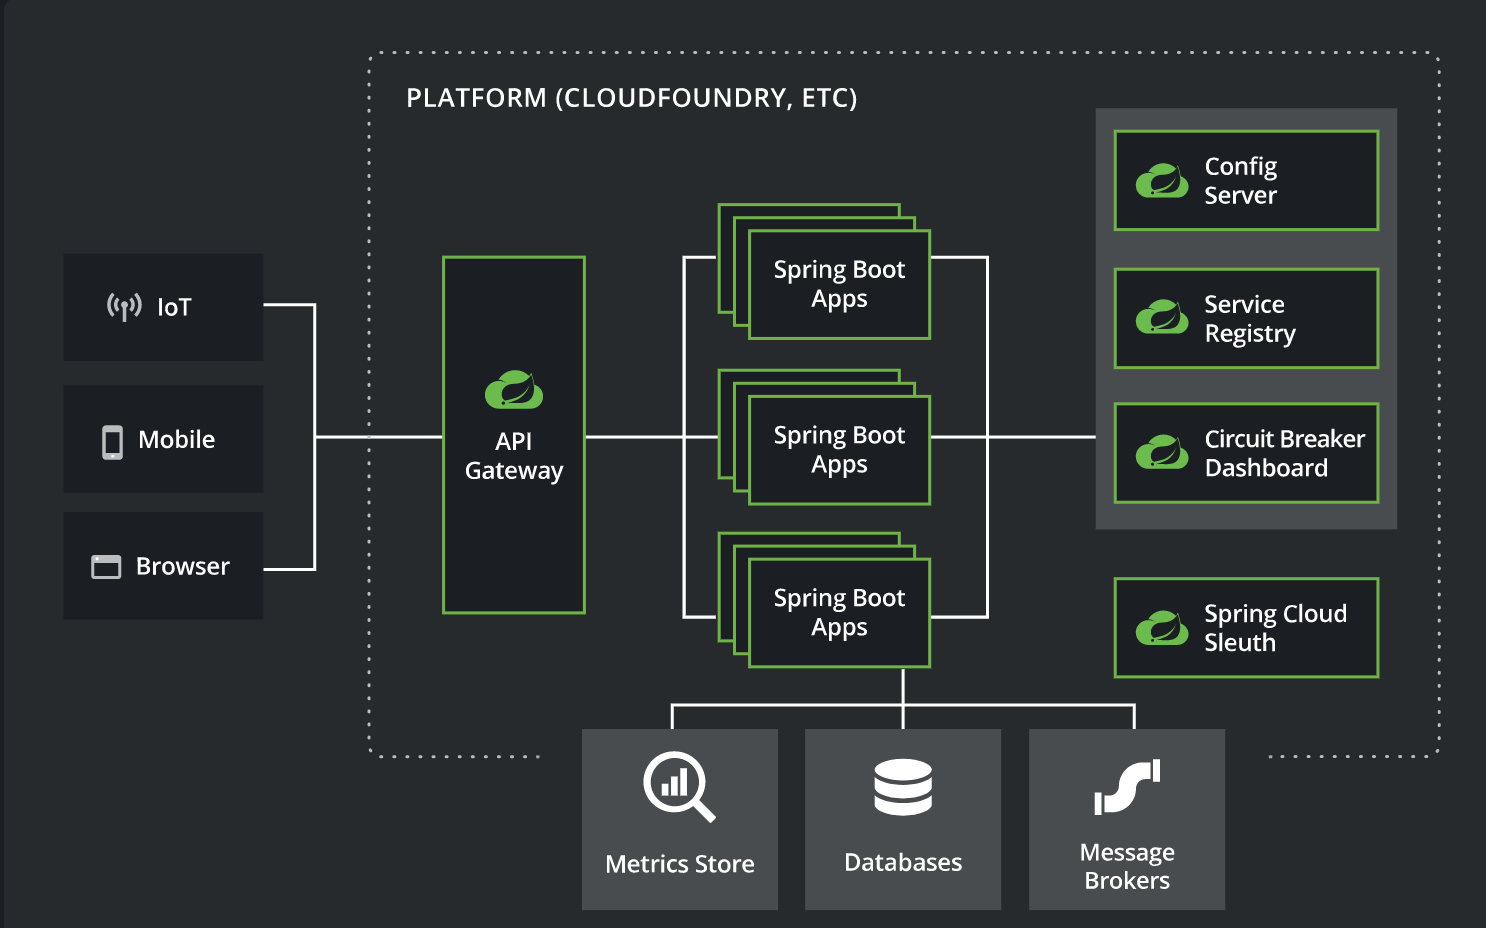 PLATFORM (CLOUDFOUNDRY, ETC)
IoT
Mobile
Browser
API
Gateway
Spring Boot
Apps
Spring Boot
Apps
Spring Boot
Apps
Config
Server
Service
Registry
Circuit Breaker
Dashboard
Spring Cloud
Sleuth
Metrics Store
Databases
Message
Brokers